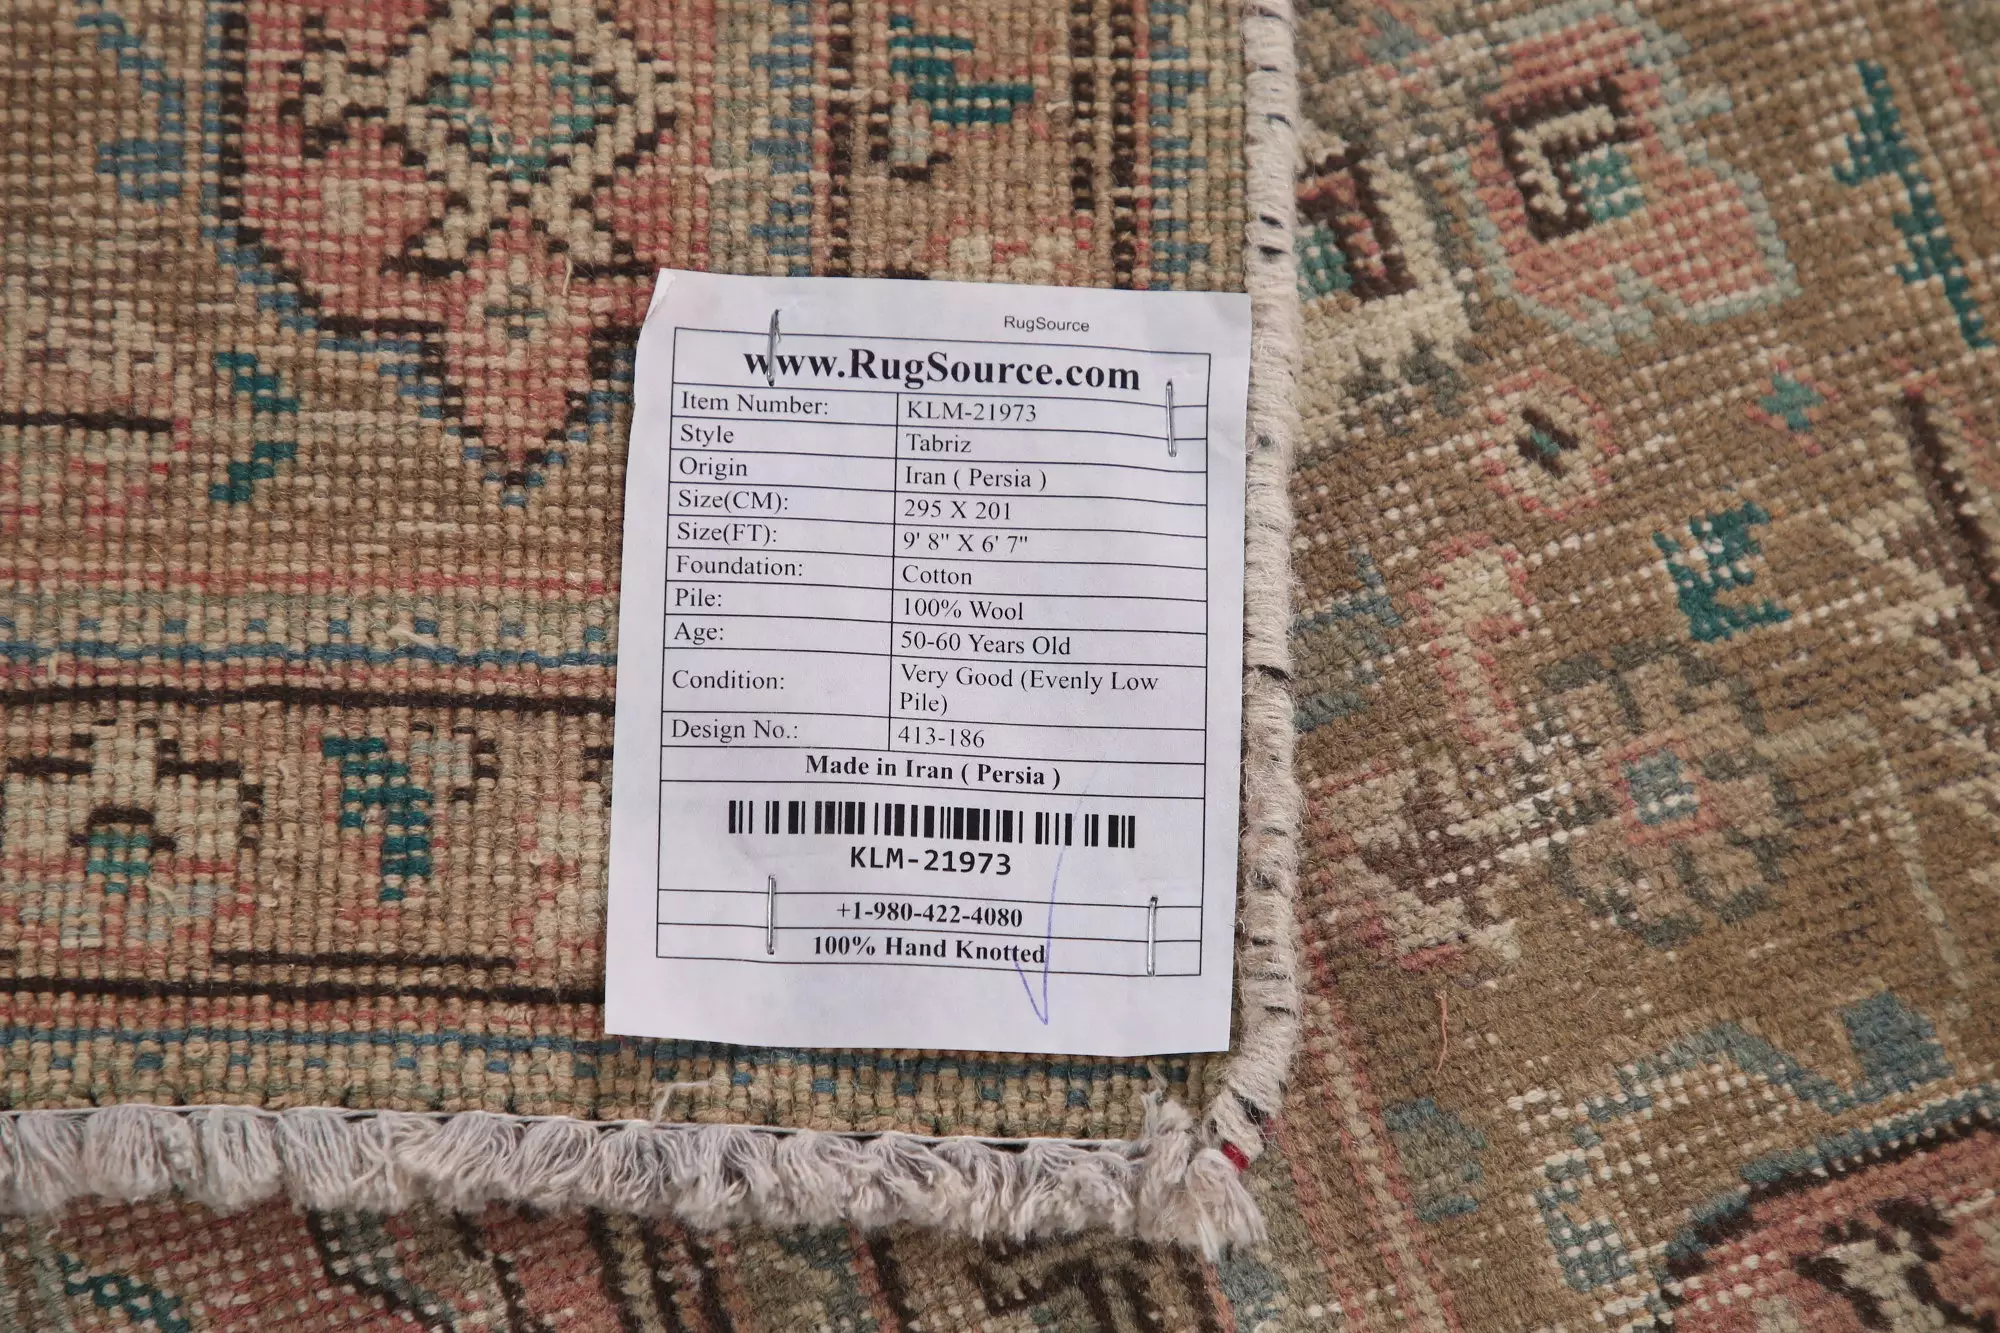 RugSource
www.RugSource.com
Item Number: KLM-21973
Style Tabriz
Origin Iran ( Persia )
Size(CM): 295 X 201
Size(FT): 9' 8" X 6' 7"
Foundation: Cotton
Pile: 100% Wool
Age: 50-60 Years Old
Condition: Very Good (Evenly Low
Pile)
Design No.: 413-186
Made in Iran ( Persia )
KLM-21973
+1-980-422-4080
100% Hand Knotted